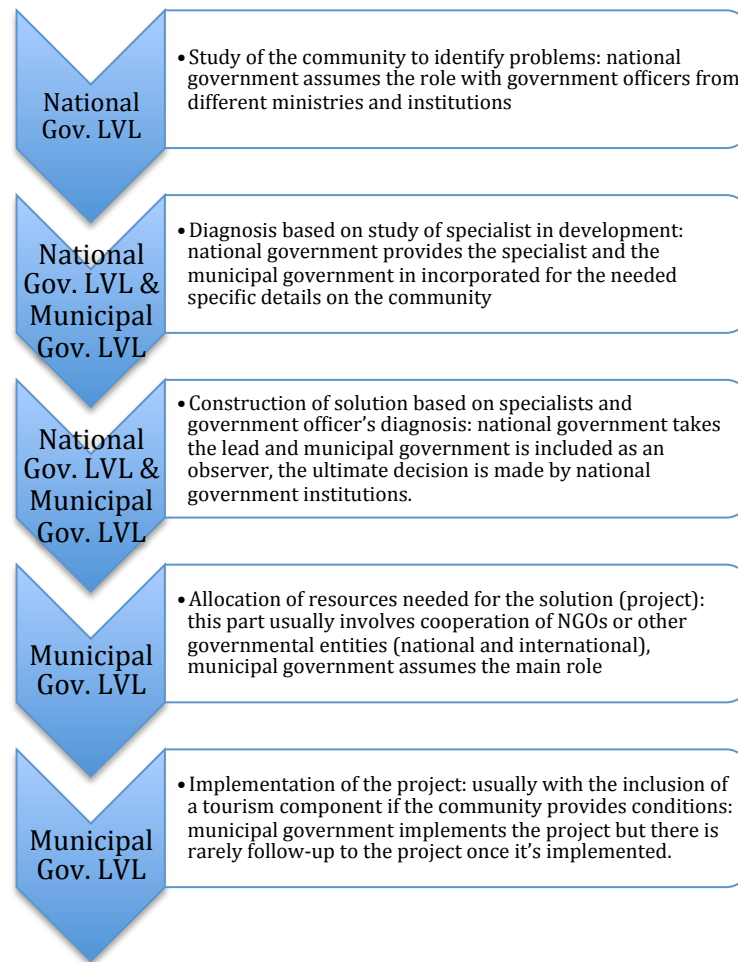 National
Gov. LVL
• Study of the community to identify problems: national
government assumes the role with government officers from
different ministries and institutions
National
Gov. LVL &
Municipal
Gov. LVL
• Diagnosis based on study of specialist in development:
national government provides the specialist and the
municipal government in incorporated for the needed
specific details on the community
National
Gov. LVL &
Municipal
Gov. LVL
• Construction of solution based on specialists and
government officer's diagnosis: national government takes
the lead and municipal government is included as an
observer, the ultimate decision is made by national
government institutions.
Municipal
Gov. LVL
• Allocation of resources needed for the solution (project):
this part usually involves cooperation of NGOs or other
governmental entities (national and international),
municipal government assumes the main role
Municipal
Gov. LVL
• Implementation of the project: usually with the inclusion of
a tourism component if the community provides conditions:
municipal government implements the project but there is
rarely follow-up to the project once it's implemented.